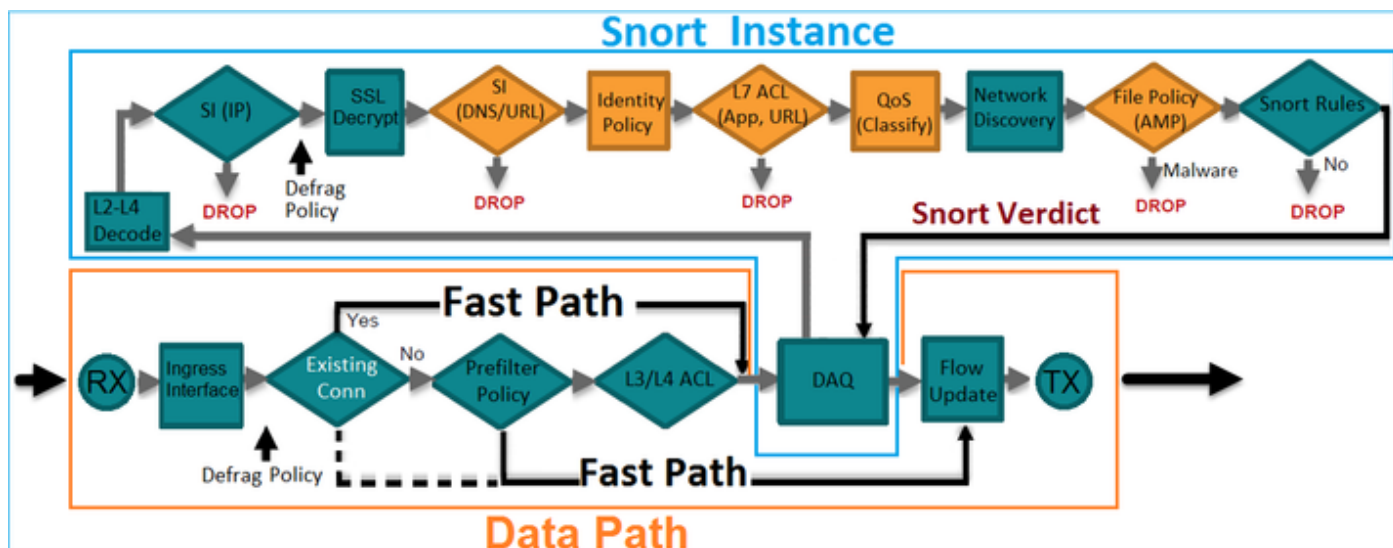 Snort Instance
SI (IP)
SSL
Decrypt
SI
(DNS/URL)
Identity
Policy
L7 ACL
(App, URL)
QoS
(Classify)
Network
Discovery
File Policy
(AMP)
Snort Rules
Defrag
Policy
DROP
DROP
DROP
Malware
DROP
No
DROP
L2-L4
Decode
Snort Verdict
Fast Path
Yes
RX
Ingress
Interface
Existing
Conn
No
Prefilter
Policy
L3/L4 ACL
DAQ
Flow
Update
TX
Defrag Policy
Fast Path
Data Path